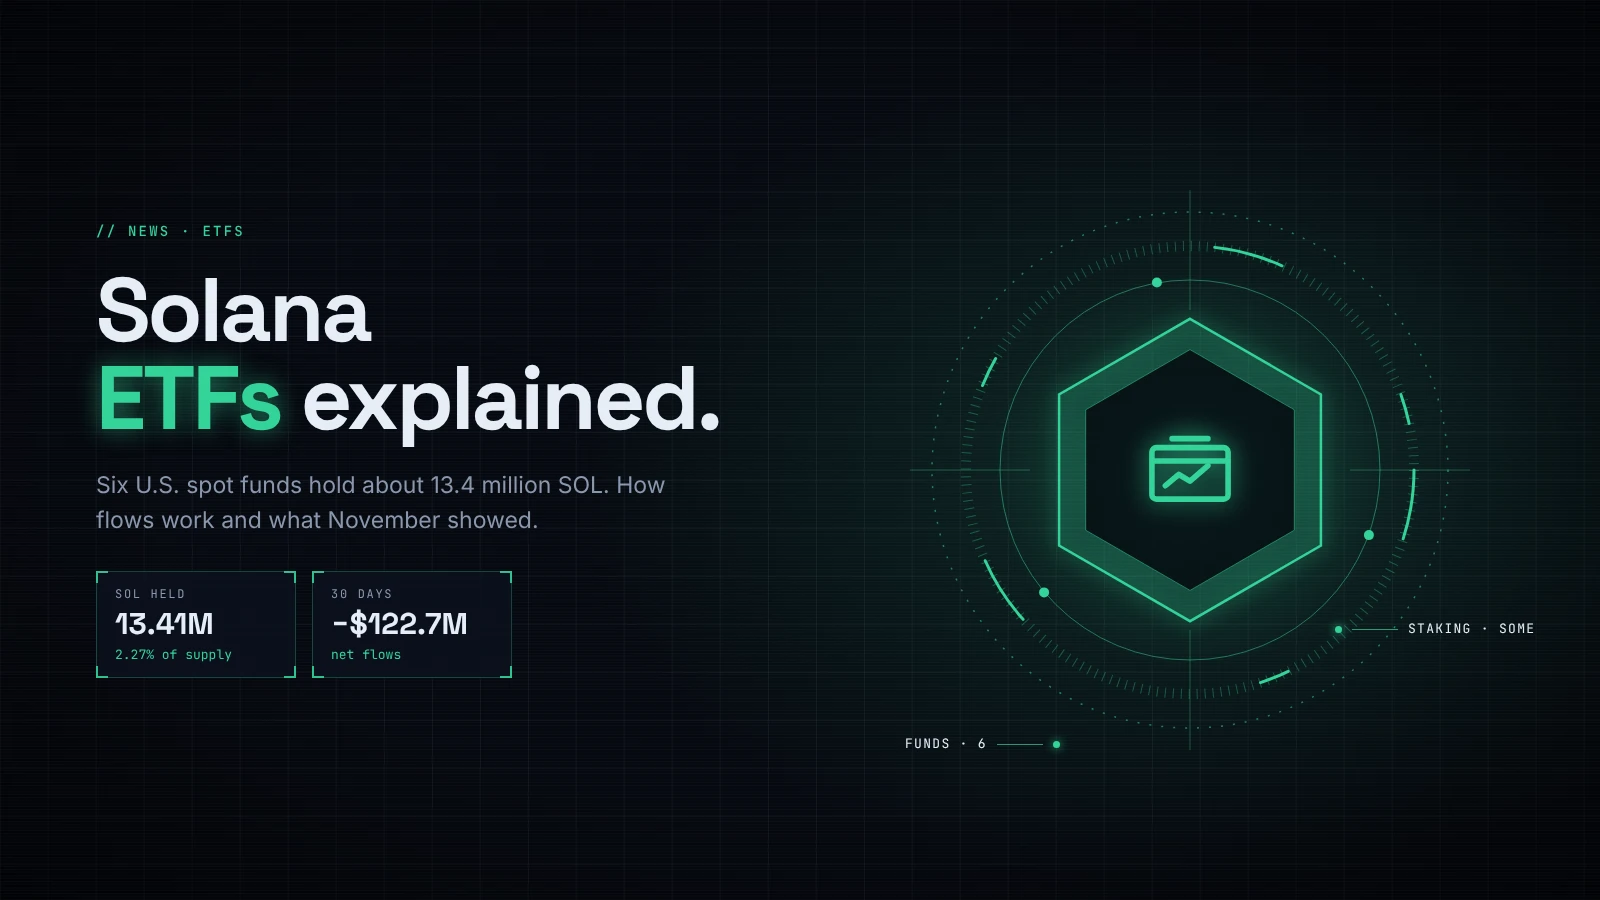 // NEWS · ETFS
Solana
ETFs explained.
Six U.S. spot funds hold about 13.4 million SOL. How
flows work and what November showed.
SOL HELD
13.41M
2.27% of supply
30 DAYS
-$122.7M
net flows
STAKING · SOME
FUNDS · 6